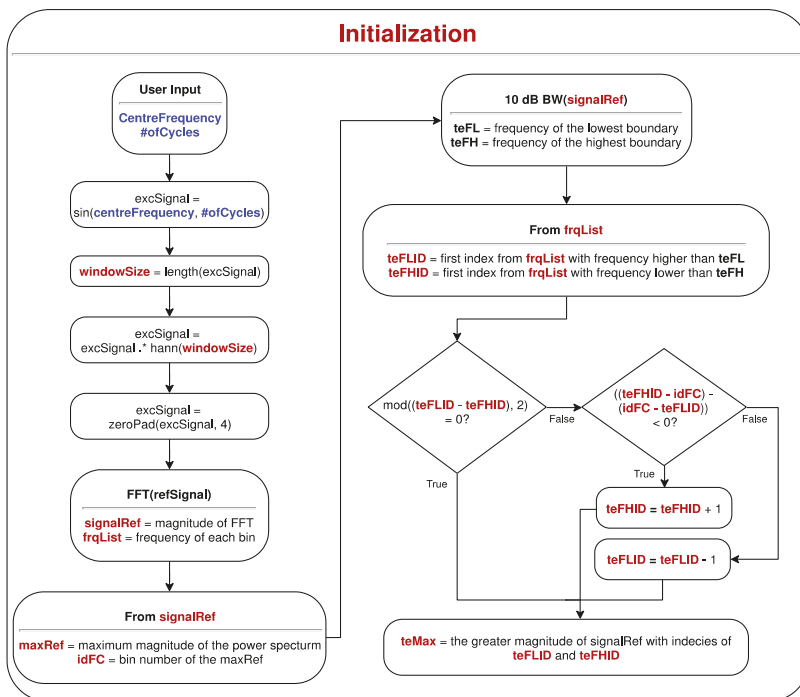 Initialization
User Input
CentreFrequency
#ofCycles
excSignal =
sin(centreFrequency, #ofCycles)
windowSize = length(excSignal)
excSignal =
excSignal .* hann(windowSize)
excSignal =
zeroPad(excSignal, 4)
FFT(refSignal)
signalRef = magnitude of FFT
frqList = frequency of each bin
From signalRef
maxRef = maximum magnitude of the power specturm
idFC = bin number of the maxRef
10 dB BW(signalRef)
teFL = frequency of the lowest boundary
teFH = frequency of the highest boundary
From frqList
teFLID = first index from frqList with frequency higher than teFL
teFHID = first index from frqList with frequency lower than teFH
mod((teFLID - teFHID), 2)
= 0?
False
True
((teFHID - idFC) -
(idFC - teFLID))
< 0?
False
True
teFHID = teFHID + 1
teFLID = teFLID - 1
teMax = the greater magnitude of signalRef with indecies of
teFLID and teFHID